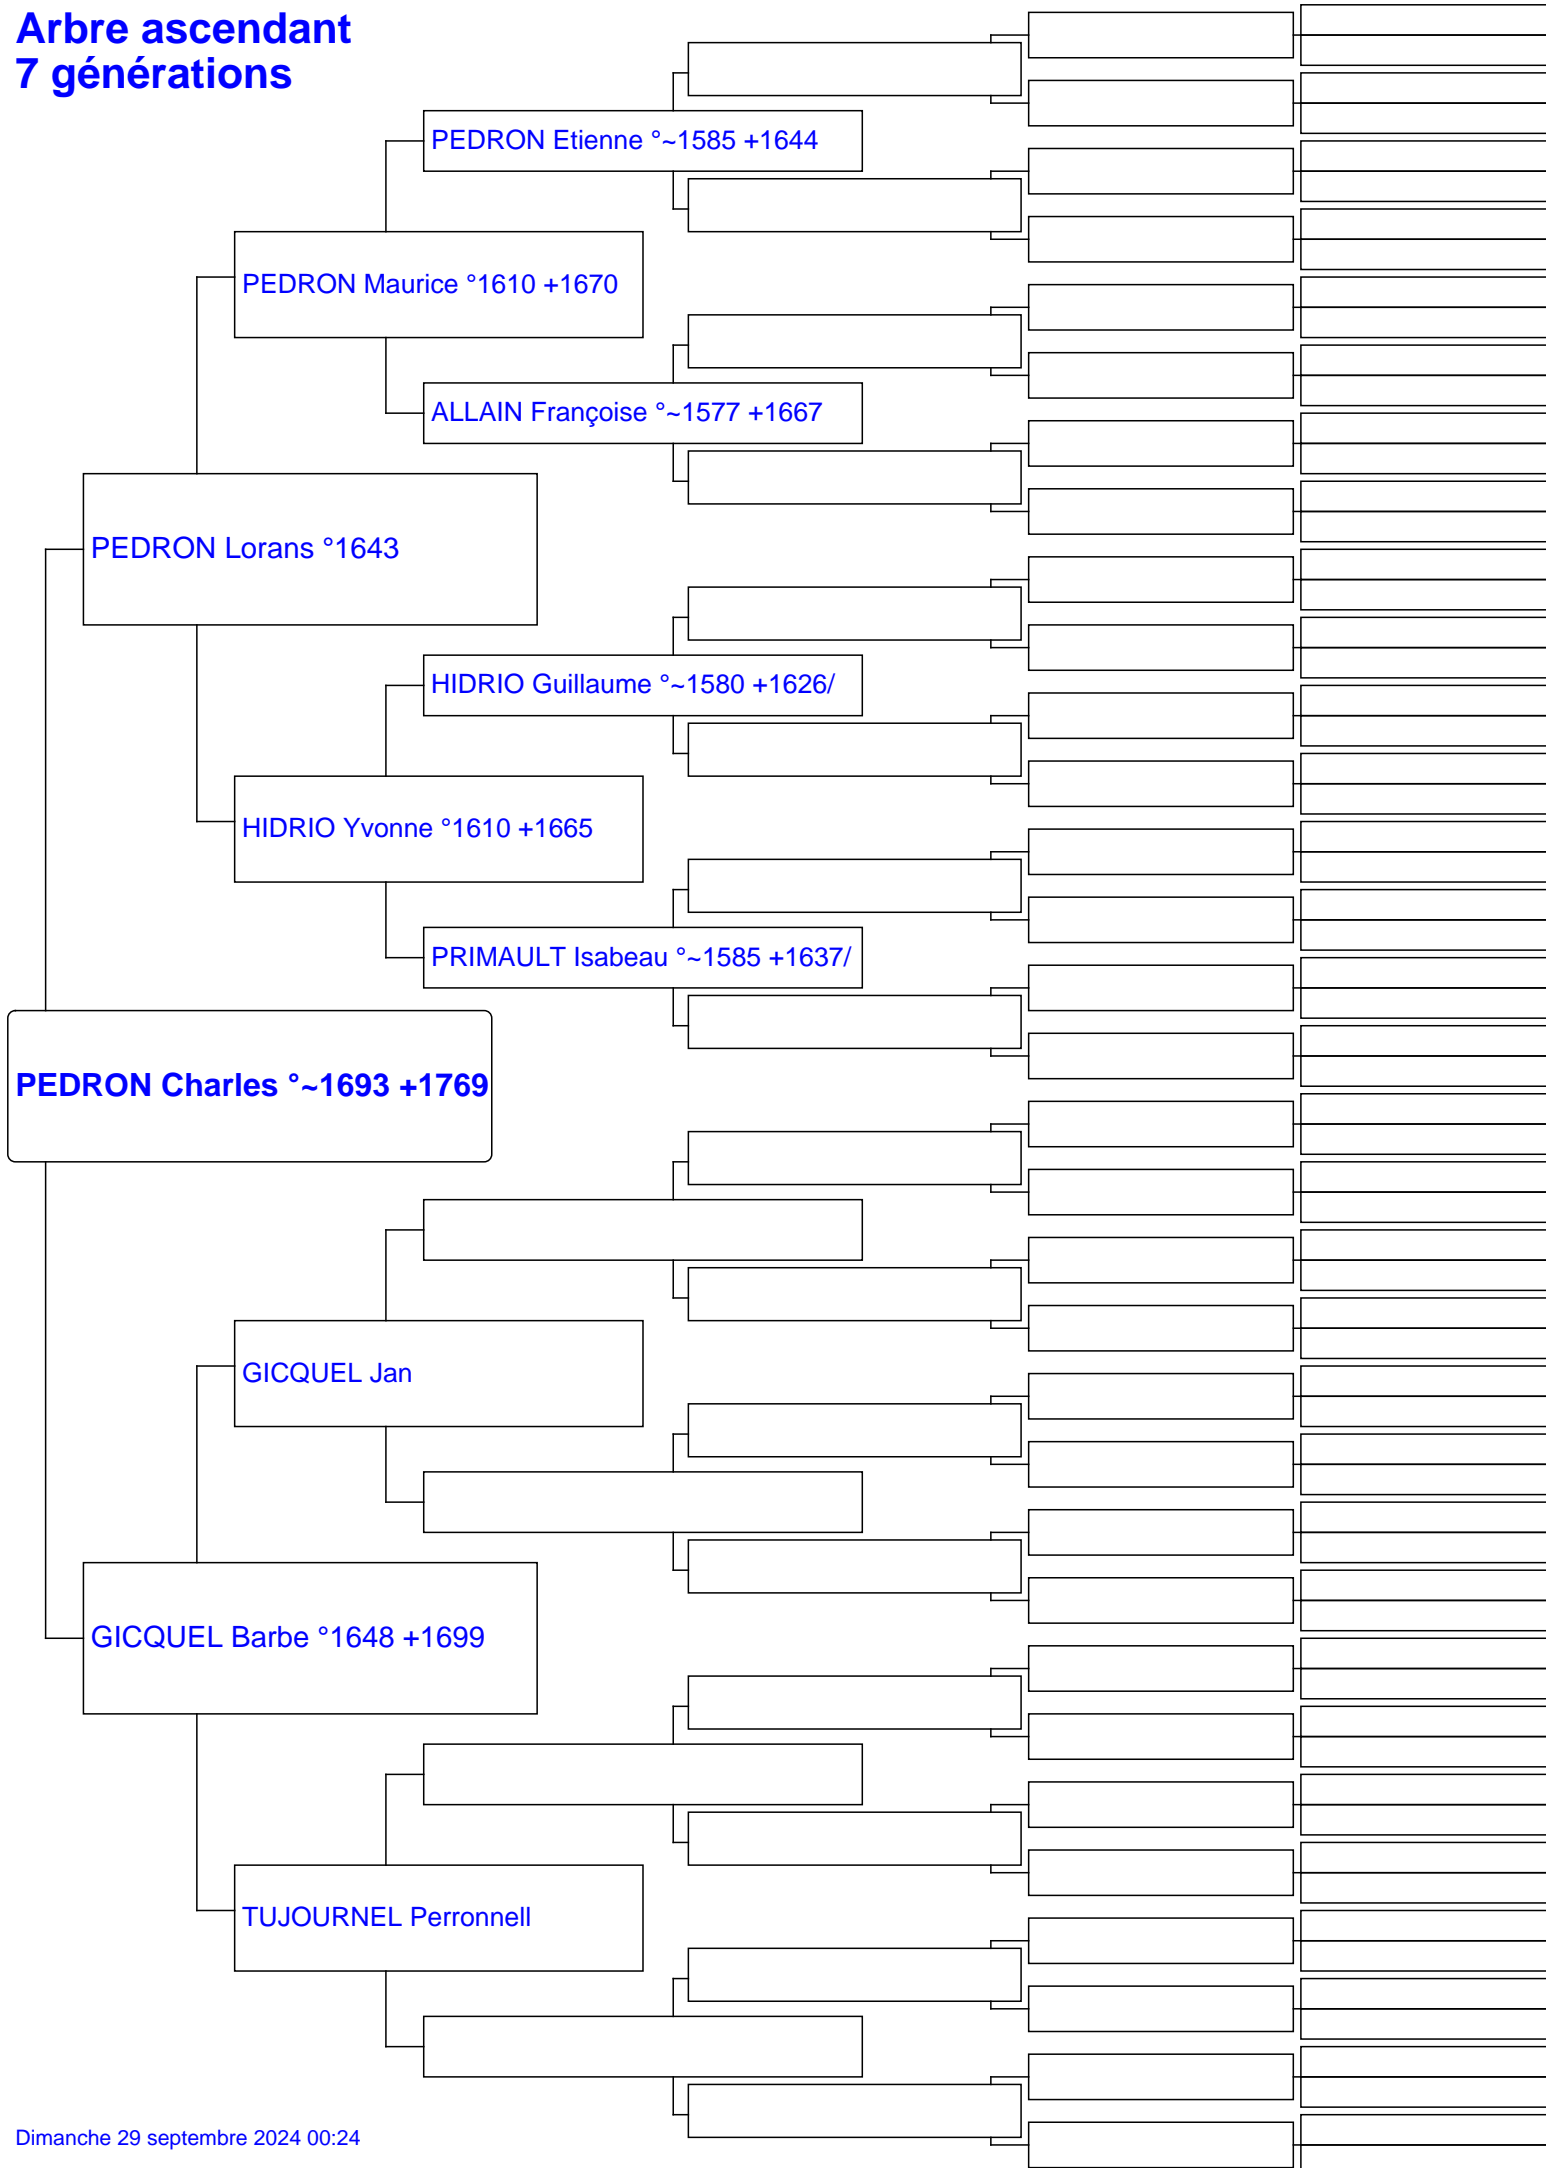 Arbre ascendant
7 générations
PEDRON Etienne °~1585 +1644
PEDRON Maurice °1610 +1670
ALLAIN Françoise °~1577 +1667
PEDRON Lorans °1643
HIDRIO Guillaume °~1580 +1626/
HIDRIO Yvonne °1610 +1665
PRIMAULT Isabeau °~1585 +1637/
PEDRON Charles °~1693 +1769
GICQUEL Jan
GICQUEL Barbe °1648 +1699
TUJOURNEL Perronnell
Dimanche 29 septembre 2024 00:24